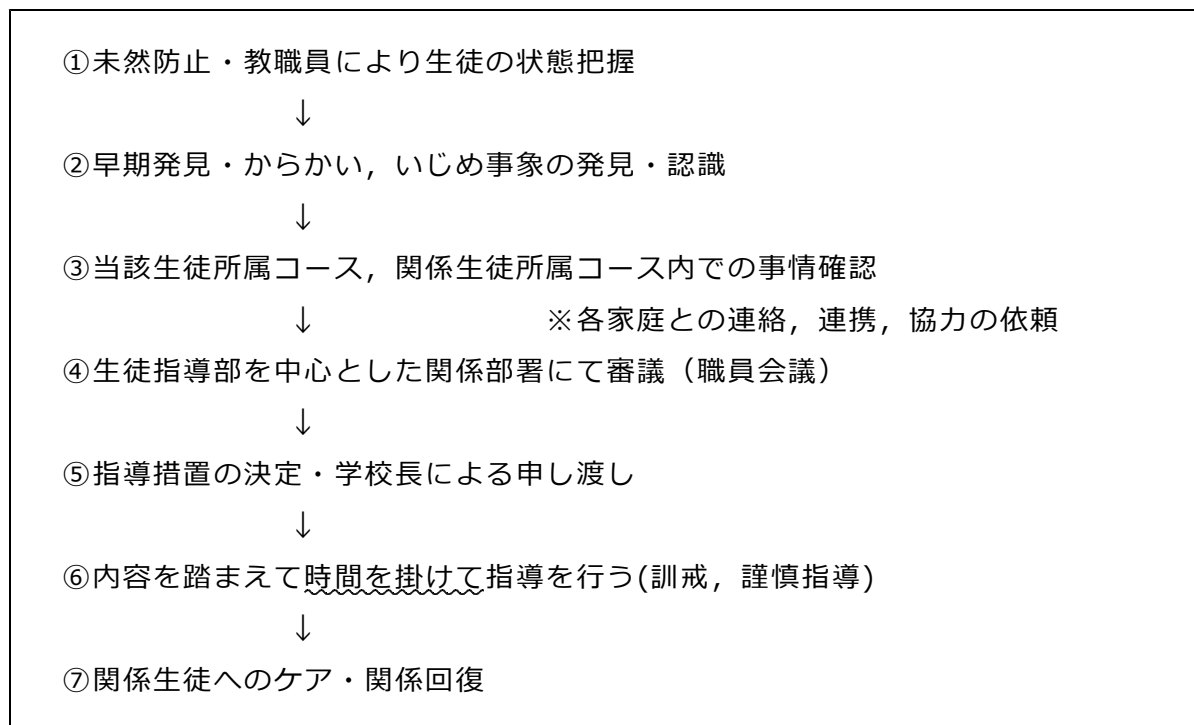 ①未然防止・教職員により生徒の状態把握
↓
②早期発見・からかい，いじめ事象の発見・認識
↓
③当該生徒所属コース，関係生徒所属コース内での事情確認
↓ ※各家庭との連絡，連携，協力の依頼
④生徒指導部を中心とした関係部署にて審議（職員会議）
↓
⑤指導措置の決定・学校長による申し渡し
↓
⑥内容を踏まえて時間を掛けて指導を行う(訓戒，謹慎指導)
↓
⑦関係生徒へのケア・関係回復